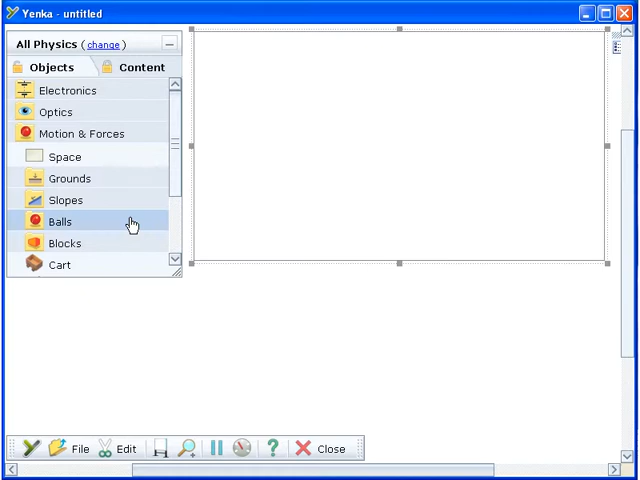 Yenka - untitled
All Physics ( change )
Objects Content
Electronics
Optics
Motion & Forces
Space
Grounds
Slopes
Balls
Blocks
Cart
File Edit ? Close